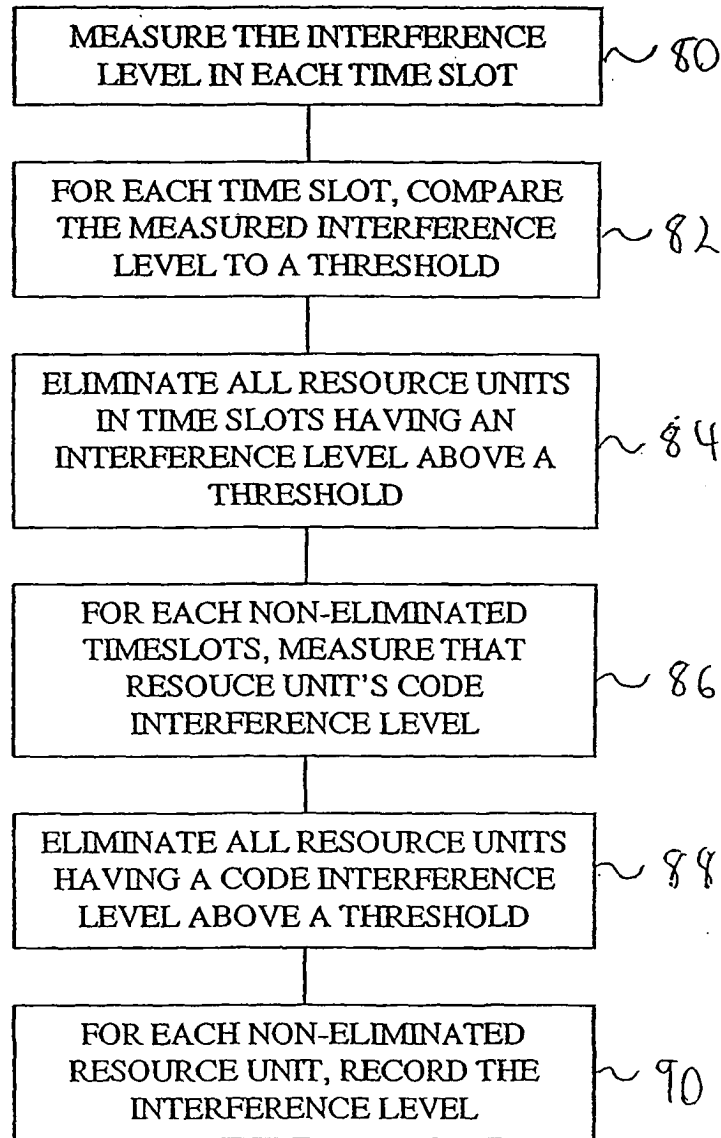 MEASURE THE INTERFERENCE
LEVEL IN EACH TIME SLOT
80
FOR EACH TIME SLOT, COMPARE
THE MEASURED INTERFERENCE
LEVEL TO A THRESHOLD
82
ELIMINATE ALL RESOURCE UNITS
IN TIME SLOTS HAVING AN
INTERFERENCE LEVEL ABOVE A
THRESHOLD
84
FOR EACH NON-ELIMINATED
TIMESLOTS, MEASURE THAT
RESOUCE UNIT'S CODE
INTERFERENCE LEVEL
86
ELIMINATE ALL RESOURCE UNITS
HAVING A CODE INTERFERENCE
LEVEL ABOVE A THRESHOLD
88
FOR EACH NON-ELIMINATED
RESOURCE UNIT, RECORD THE
INTERFERENCE LEVEL
90